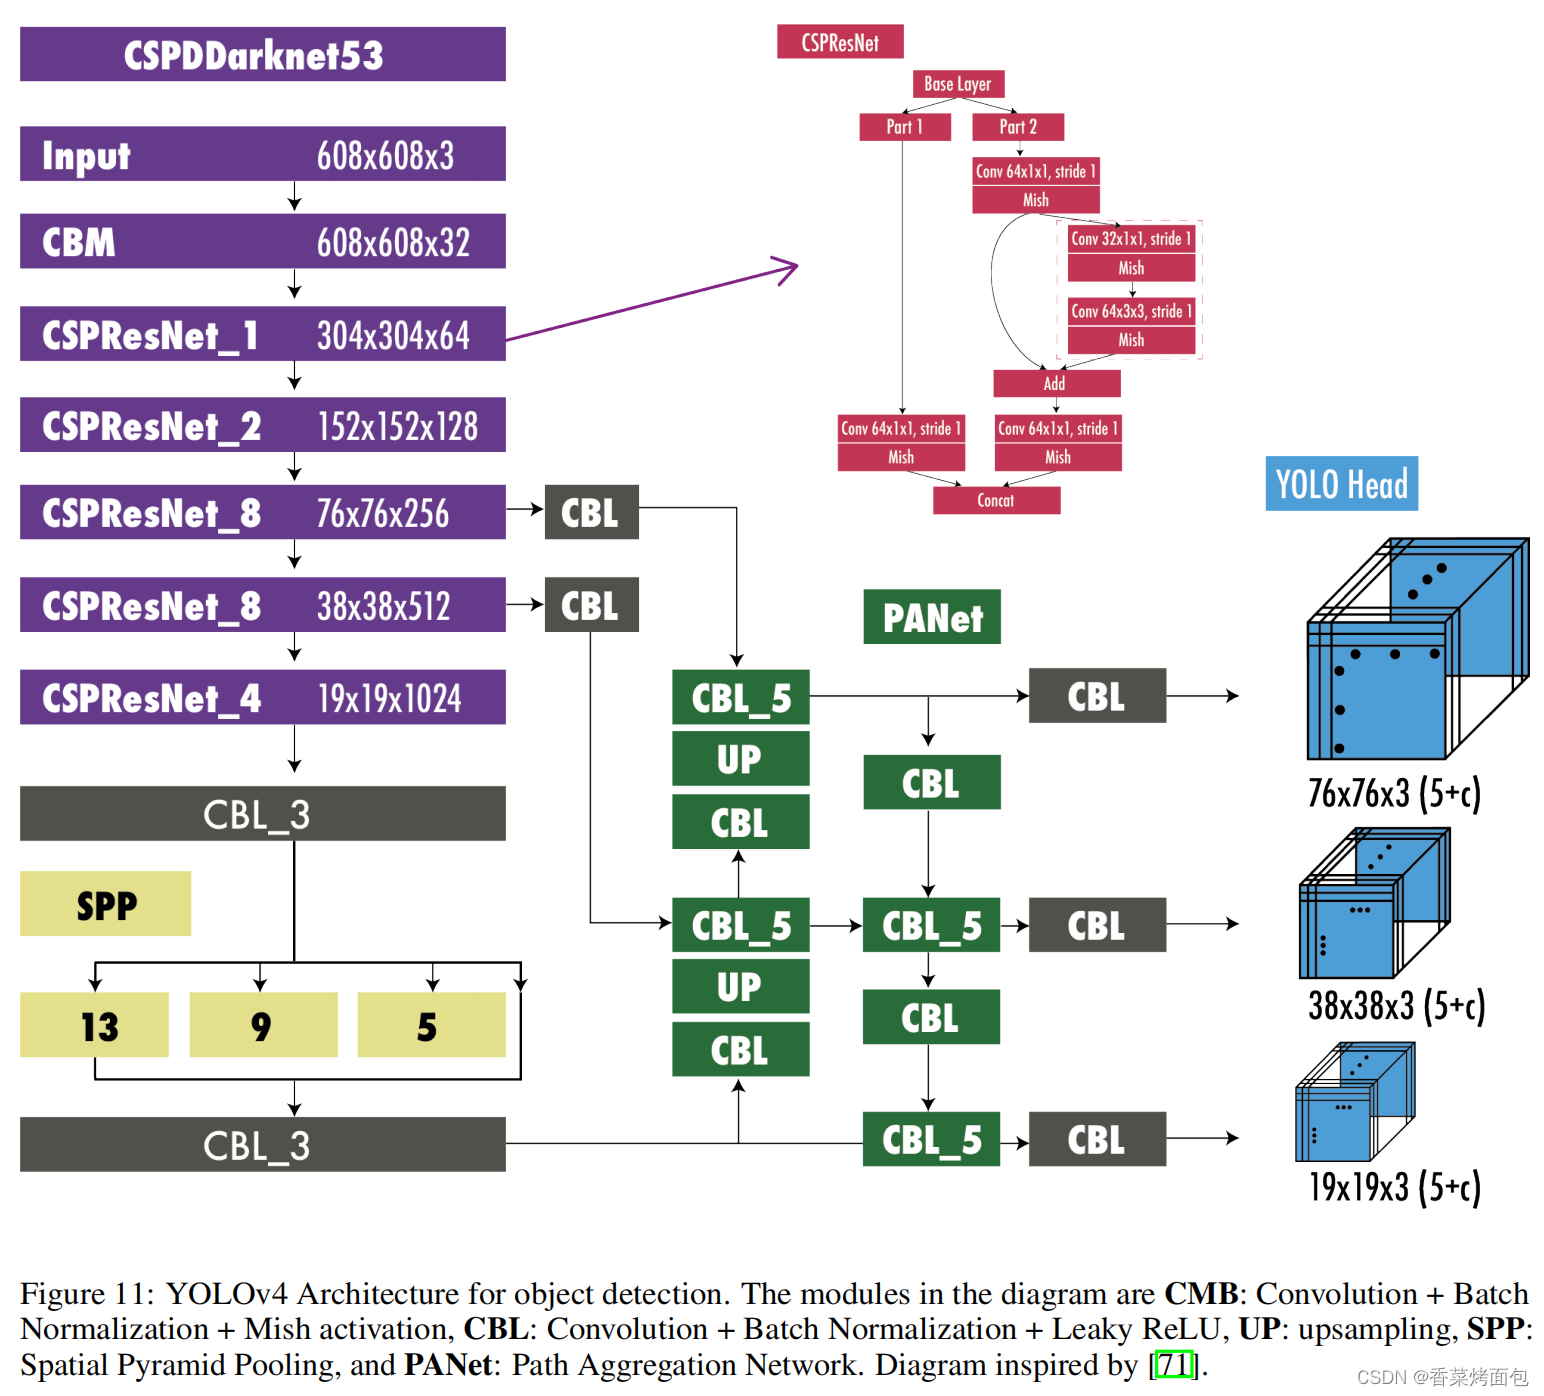 CSPDDarknet53
Input 608x608x3
CBM 608x608x32
CSPResNet_1 304x304x64
CSPResNet_2 152x152x128
CSPResNet_8 76x76x256
CSPResNet_8 38x38x512
CSPResNet_4 19x19x1024
CBL_3
SPP
13 9 5
CBL_3
CBL
CBL
CSPResNet
Base Layer
Part 1 Part 2
Conv 64x1x1, stride 1
Mish
Conv 32x1x1, stride 1
Mish
Conv 64x3x3, stride 1
Mish
Add
Conv 64x1x1, stride 1 Conv 64x1x1, stride 1
Mish Mish
Concat
CBL_5
UP
CBL
CBL_5
UP
CBL
PANet
CBL
CBL_5
CBL
CBL_5
CBL
CBL
CBL
YOLO Head
76x76x3 (5+c)
38x38x3 (5+c)
19x19x3 (5+c)
Figure 11: YOLOv4 Architecture for object detection. The modules in the diagram are CMB: Convolution + Batch
Normalization + Mish activation, CBL: Convolution + Batch Normalization + Leaky ReLU, UP: upsampling, SPP:
Spatial Pyramid Pooling, and PANet: Path Aggregation Network. Diagram inspired by [71].
CSDN @香菜烤面包